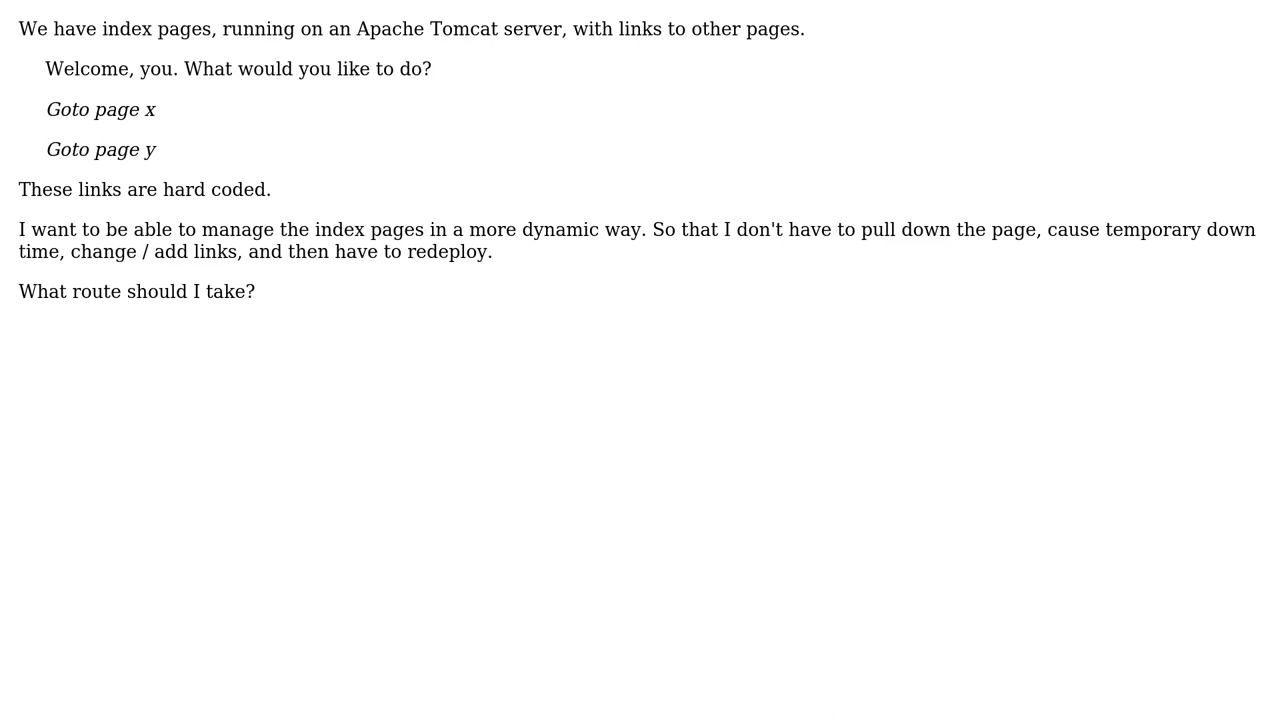 We have index pages, running on an Apache Tomcat server, with links to other pages.
Welcome, you. What would you like to do?
Goto page x
Goto page y
These links are hard coded.
I want to be able to manage the index pages in a more dynamic way. So that I don't have to pull down the page, cause temporary down
time, change / add links, and then have to redeploy.
What route should I take?